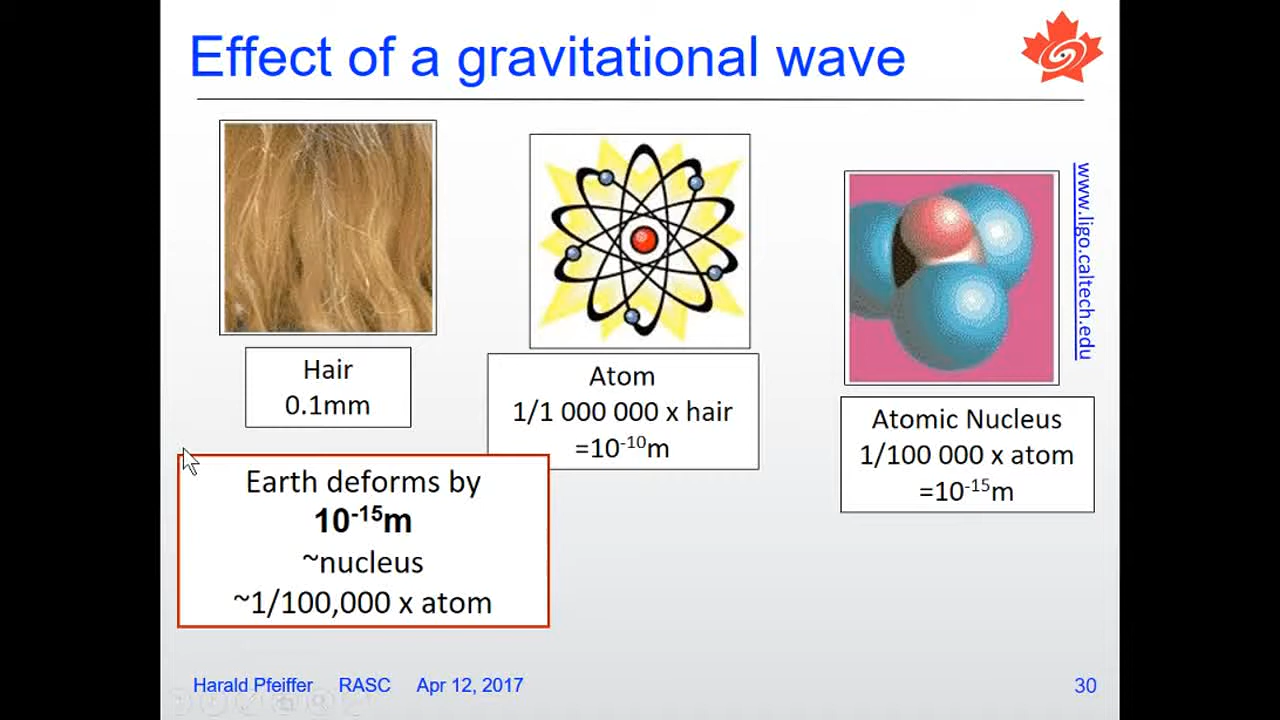 Effect of a gravitational wave
Hair
0.1mm
Atom
1/1 000 000 x hair
=10⁻¹⁰m
Atomic Nucleus
1/100 000 x atom
=10⁻¹⁵m
www.ligo.caltech.edu
Earth deforms by
10⁻¹⁵m
~nucleus
~1/100,000 x atom
Harald Pfeiffer RASC Apr 12, 2017
30